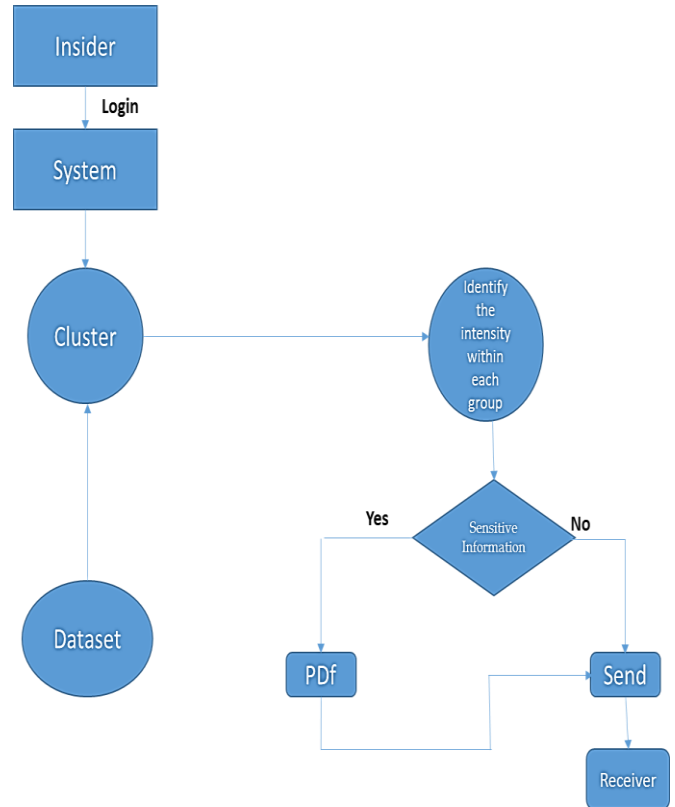 Insider
Login
System
Cluster
Identify
the
intensity
within
each
group
Yes
Sensitive
Information
No
Dataset
PDf
Send
Receiver